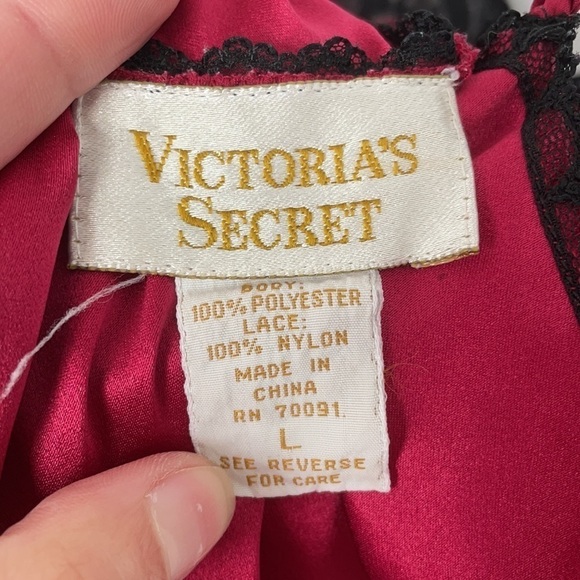 VICTORIA'S
SECRET
BODY:
100% POLYESTER
LACE:
100% NYLON
MADE IN
CHINA
RN 70091.
L
SEE REVERSE
FOR CARE